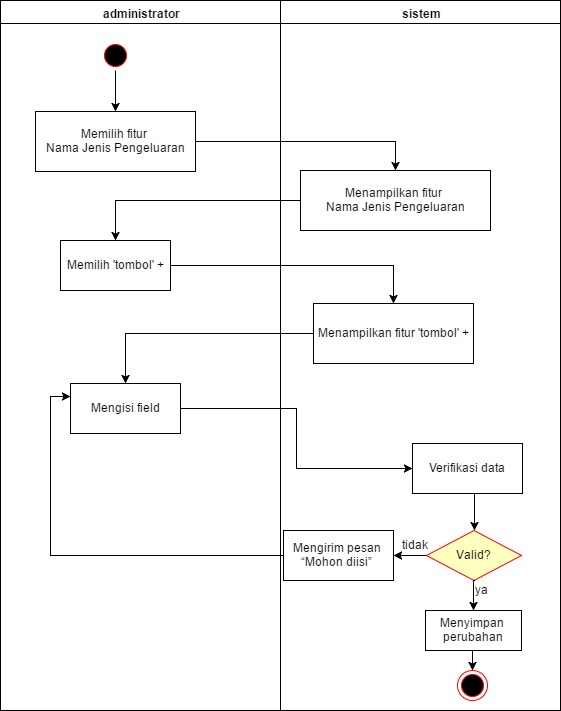 administrator
sistem
Memilih fitur
Nama Jenis Pengeluaran
Menampilkan fitur
Nama Jenis Pengeluaran
Memilih 'tombol' +
Menampilkan fitur 'tombol' +
Mengisi field
Verifikasi data
Valid?
tidak
Mengirim pesan
“Mohon diisi”
ya
Menyimpan
perubahan